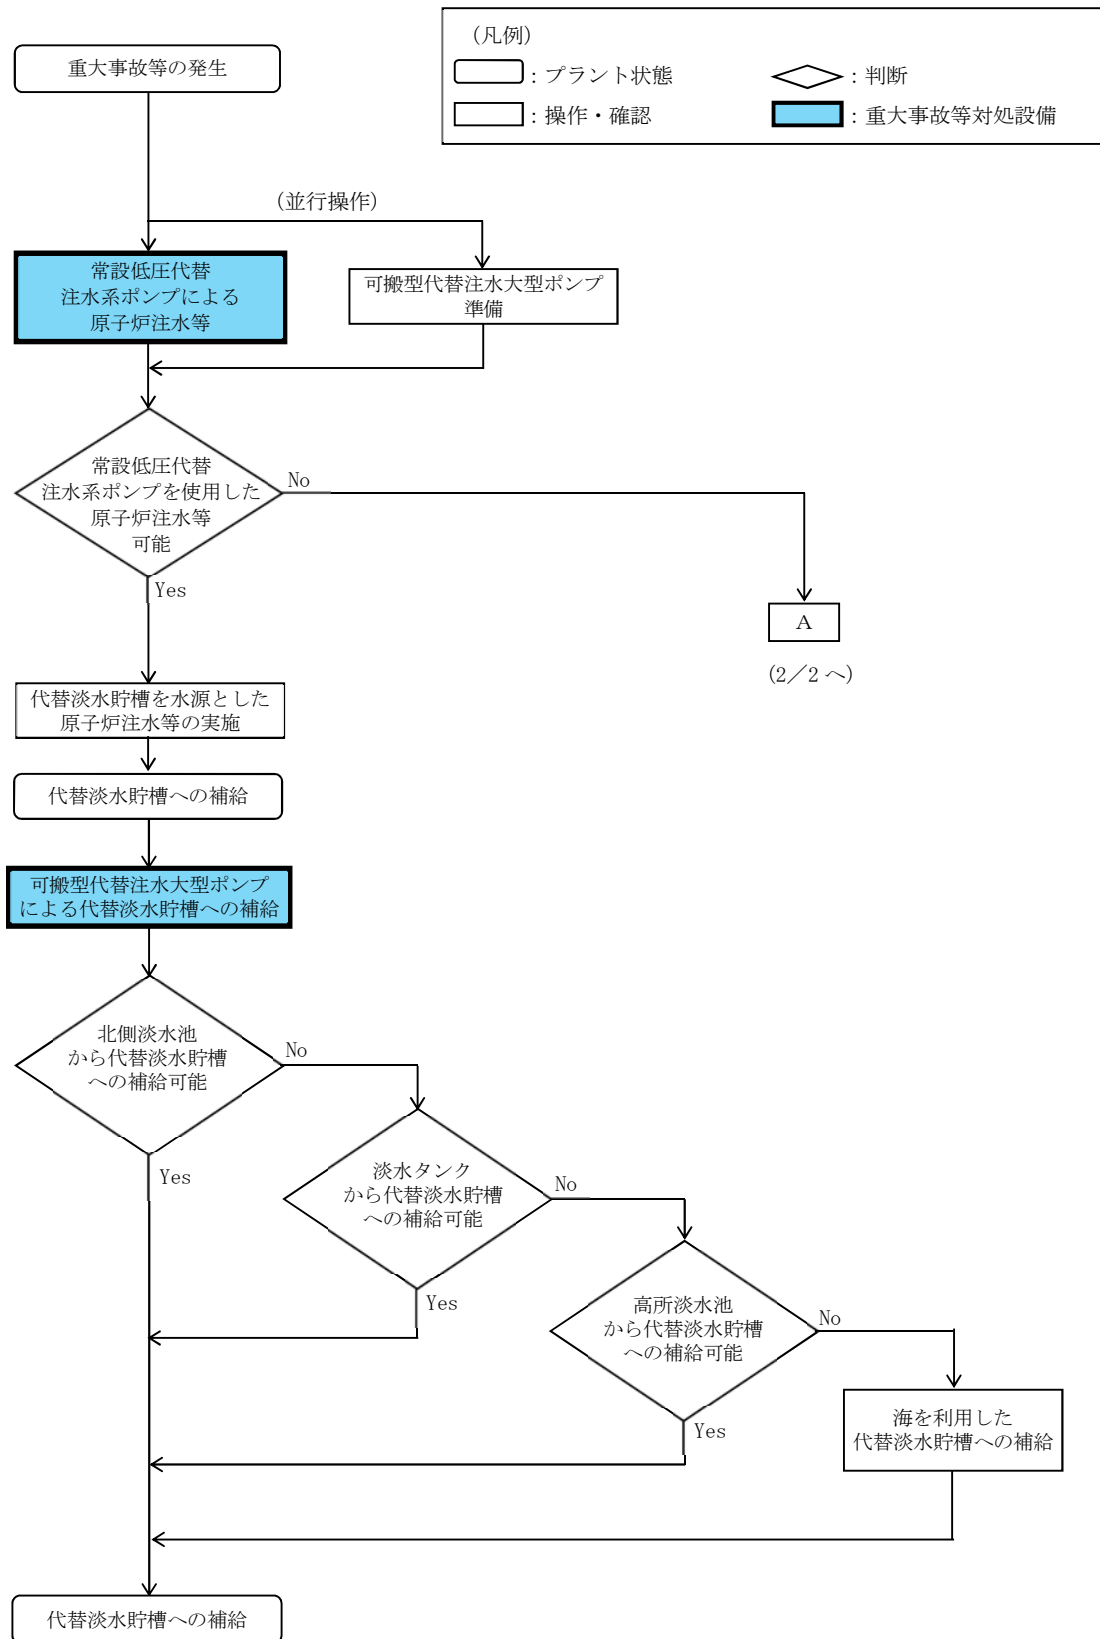 (凡例)
：プラント状態
：判断
：操作・確認
：重大事故等対処設備
重大事故等の発生
(並行操作)
常設低圧代替
注水系ポンプによる
原子炉注水等
可搬型代替注水大型ポンプ
準備
常設低圧代替
注水系ポンプを使用した
原子炉注水等
可能
No
Yes
A
(2／2 へ)
代替淡水貯槽を水源とした
原子炉注水等の実施
代替淡水貯槽への補給
可搬型代替注水大型ポンプ
による代替淡水貯槽への補給
北側淡水池
から代替淡水貯槽
への補給可能
No
Yes
淡水タンク
から代替淡水貯槽
への補給可能
No
Yes
高所淡水池
から代替淡水貯槽
への補給可能
No
Yes
海を利用した
代替淡水貯槽への補給
代替淡水貯槽への補給